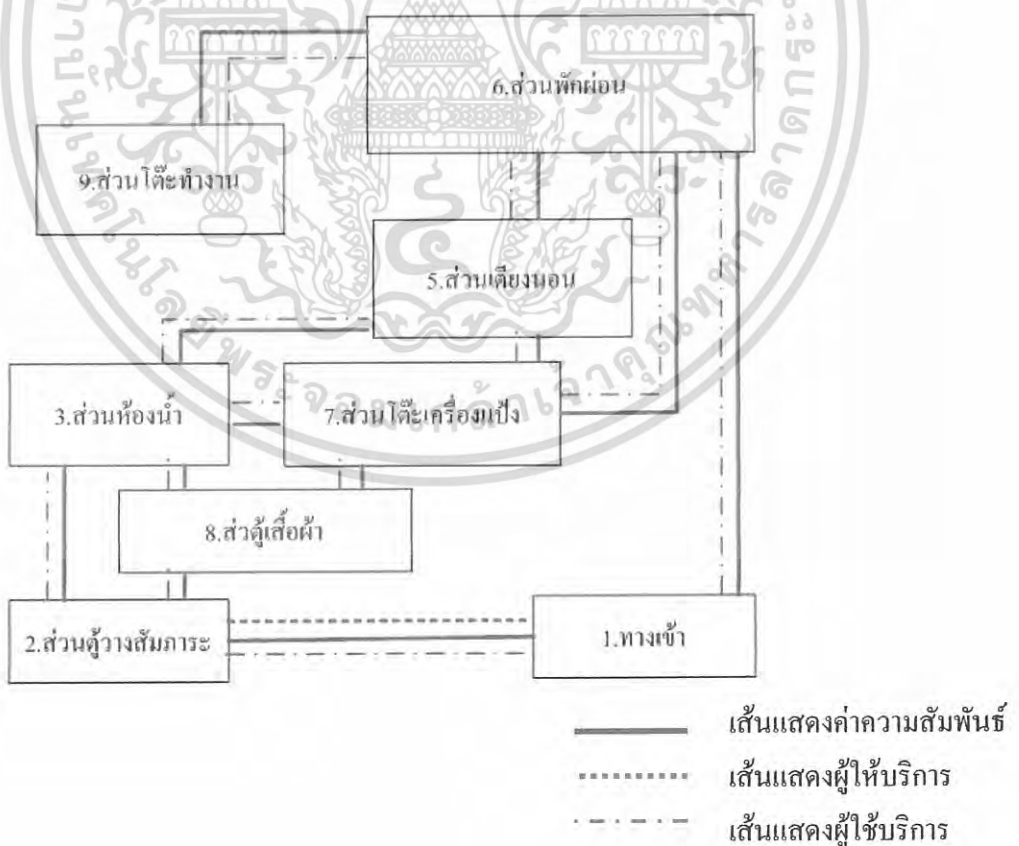 6.ส่วนพักผ่อน
9.ส่วนโต๊ะทำงาน
5.ส่วนเตียงนอน
3.ส่วนห้องน้ำ
7.ส่วนโต๊ะเครื่องแป้ง
8.ส่วตู้เสื้อผ้า
2.ส่วนตู้วางสัมภาระ
1.ทางเข้า
เส้นแสดงค่าความสัมพันธ์
เส้นแสดงผู้ให้บริการ
เส้นแสดงผู้ใช้บริการ